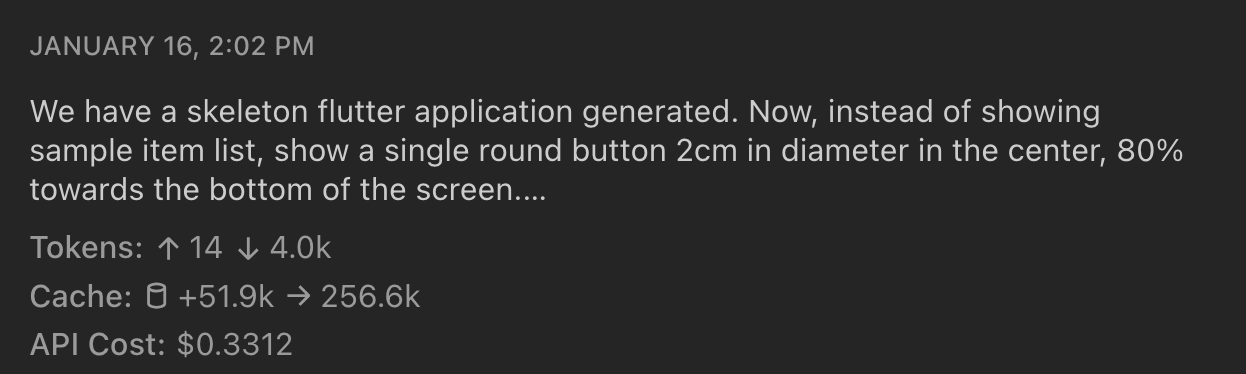 JANUARY 16, 2:02 PM
We have a skeleton flutter application generated. Now, instead of showing
sample item list, show a single round button 2cm in diameter in the center, 80%
towards the bottom of the screen....
Tokens: ↑ 14 ↓ 4.0k
Cache: +51.9k → 256.6k
API Cost: $0.3312